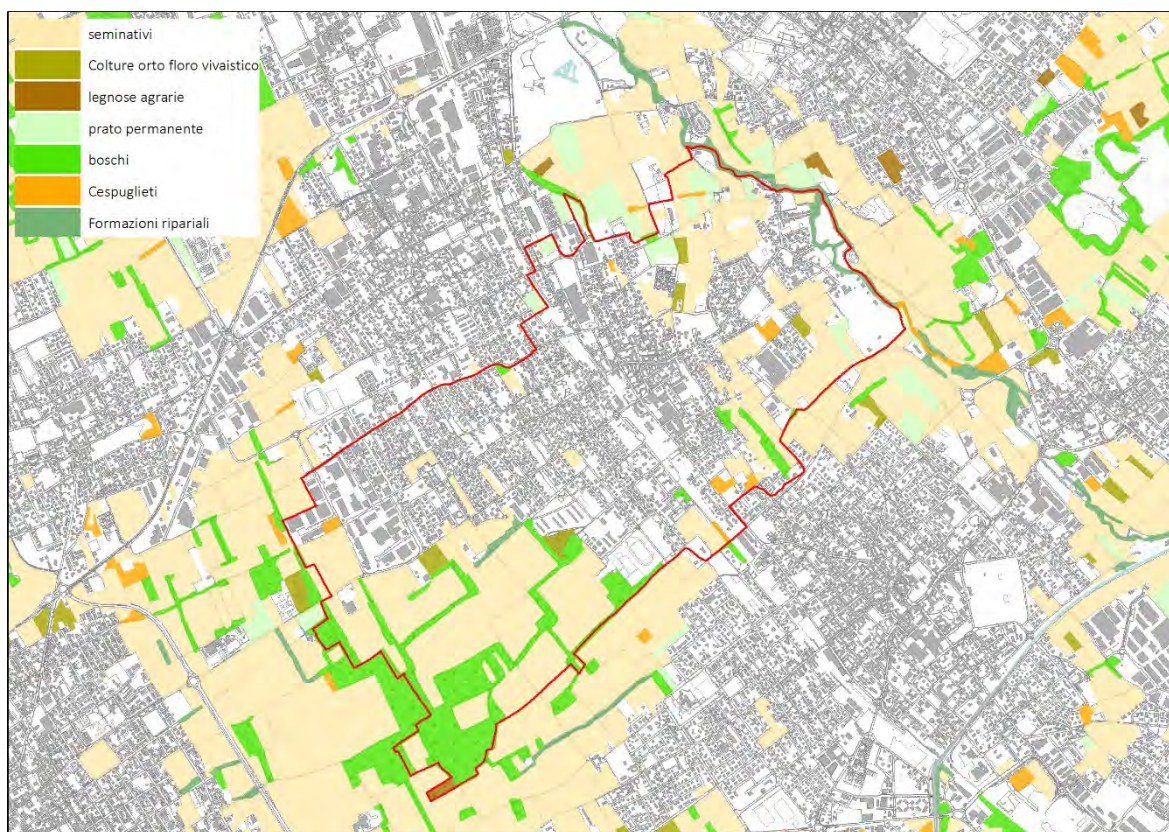 seminativi
Colture orto floro vivaistico
legnose agrarie
prato permanente
boschi
Cespuglieti
Formazioni ripariali